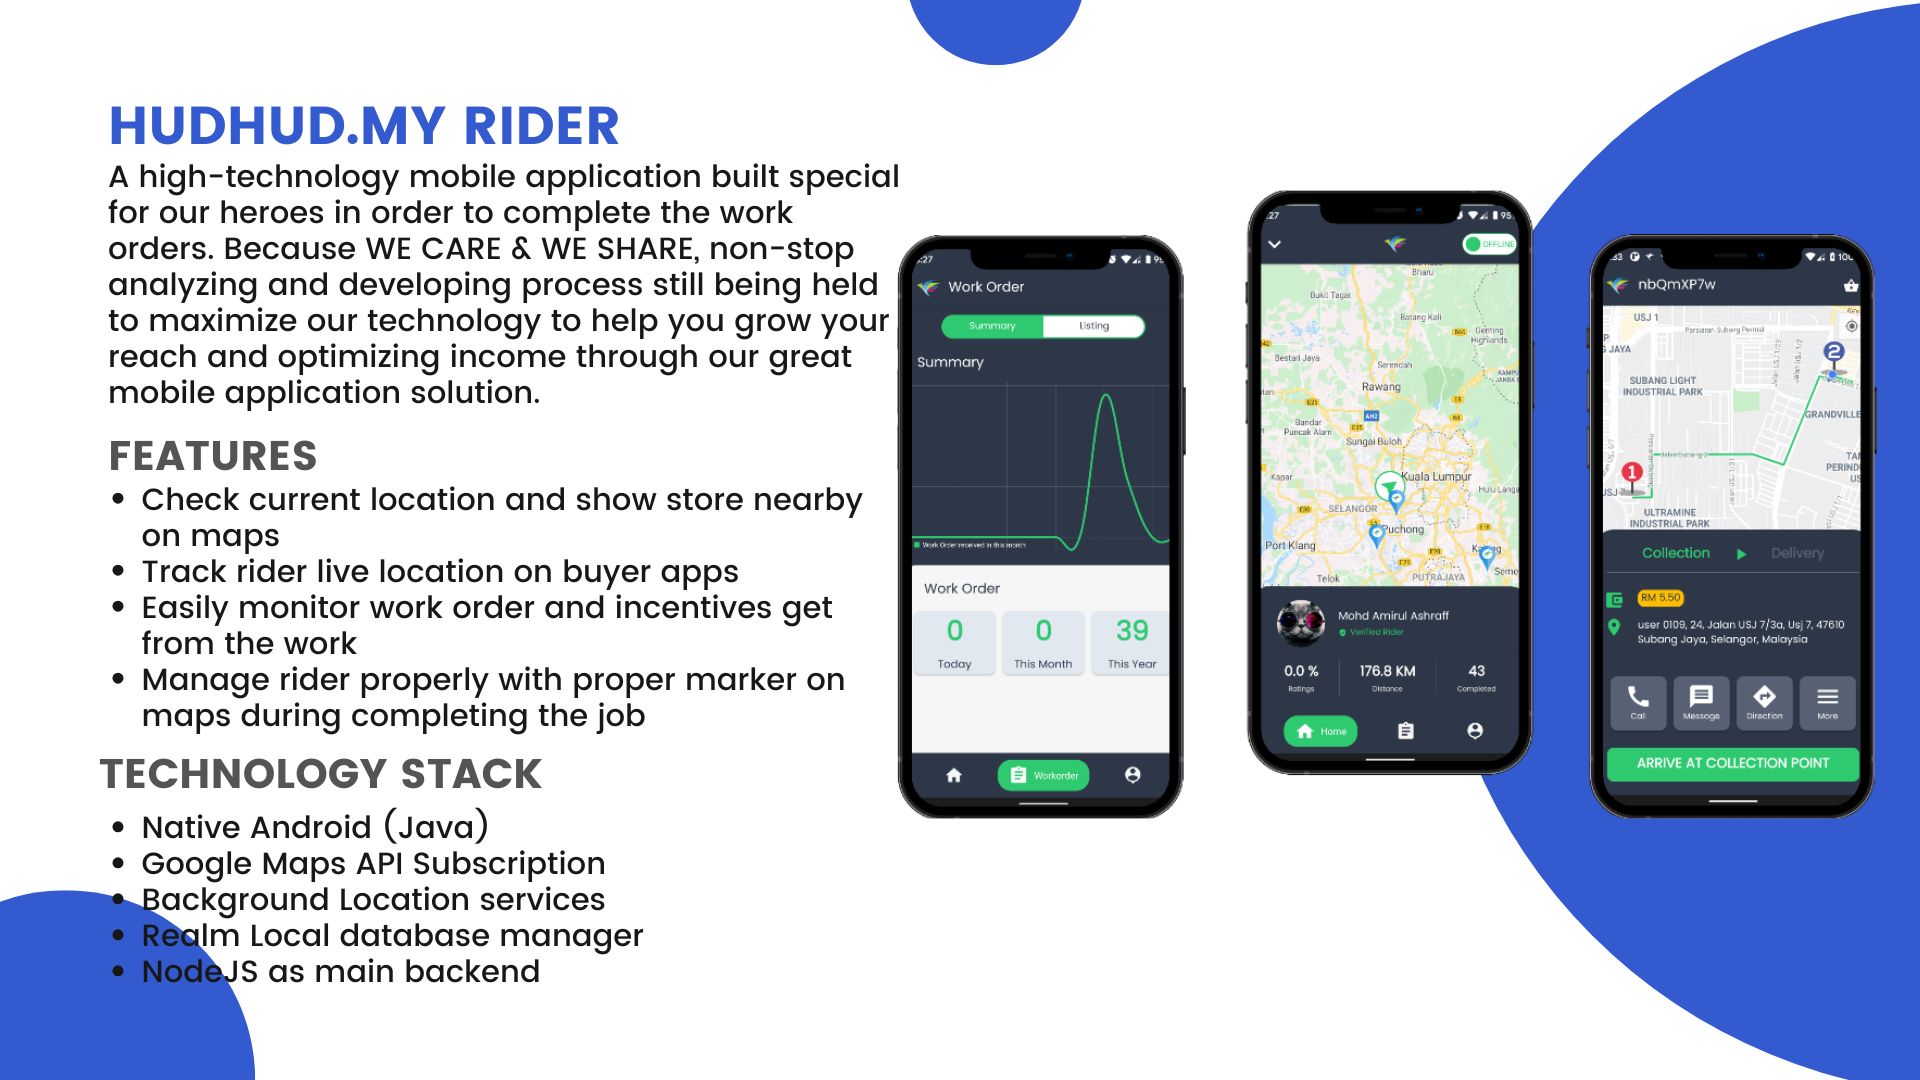 HUDHUD.MY RIDER
A high-technology mobile application built special
for our heroes in order to complete the work
orders. Because WE CARE & WE SHARE, non-stop
analyzing and developing process still being held
to maximize our technology to help you grow your
reach and optimizing income through our great
mobile application solution.
FEATURES
• Check current location and show store nearby
on maps
• Track rider live location on buyer apps
• Easily monitor work order and incentives get
from the work
• Manage rider properly with proper marker on
maps during completing the job
TECHNOLOGY STACK
• Native Android (Java)
• Google Maps API Subscription
• Background Location services
• Realm Local database manager
• NodeJS as main backend
:27
Work Order
Summary Listing
Summary
Work Order received in this month
Work Order
0 0 39
Today This Month This Year
Workorder
:27 95
OFFLINE
Bharu
Bukit Tagar
Batang Kali
Genting
Highlands
Bestari Jaya
Serendah
Rawang
Bandar
Puncak Alam
Sungai Buloh
Kapar
Kuala Lumpur
Hulu Langa
SELANGOR
Puchong
Port Klang
Telok
PUTRAJAYA
Seme
Mohd Amirul Ashraff
Verified Rider
0.0 % 176.8 KM 43
Ratings Distance Completed
Home
nbQmXP7w
USJ 1
Persiaran Subang Permai
JAYA
2
SUBANG LIGHT
INDUSTRIAL PARK
GRANDVILLE
1
ULTRAMINE
INDUSTRIAL PARK
Collection Delivery
RM 5.50
user 0109, 24, Jalan USJ 7/3a, Usj 7, 47610
Subang Jaya, Selangor, Malaysia
Call Message Direction More
ARRIVE AT COLLECTION POINT